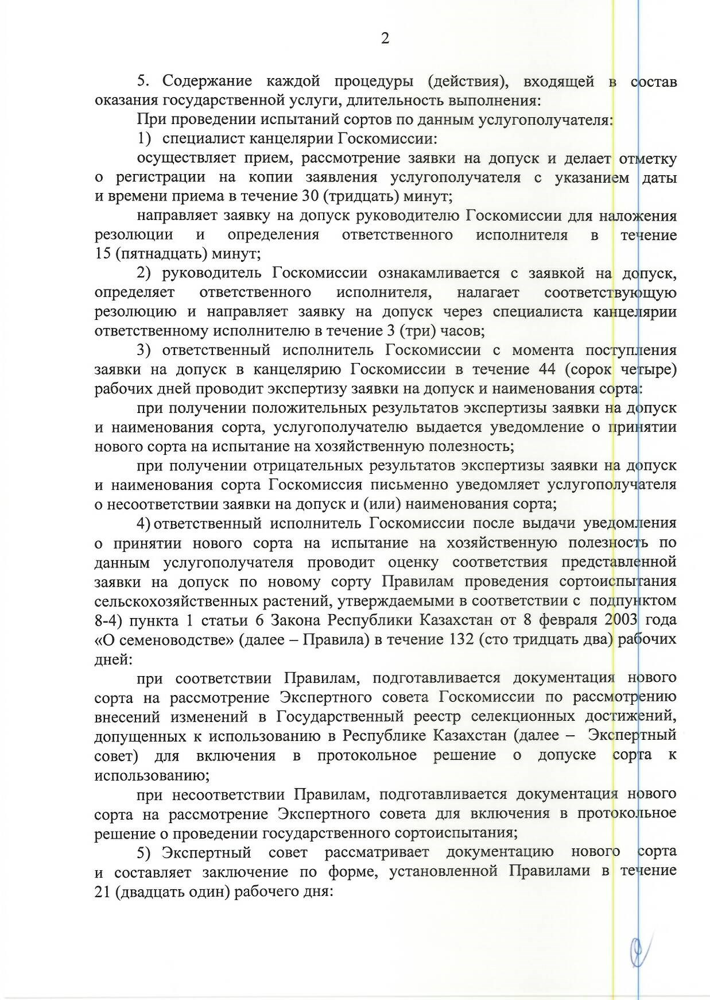 2
5. Содержание каждой процедуры (действия), входящей в состав
оказания государственной услуги, длительность выполнения:
При проведении испытаний сортов по данным услугополучателя:
1) специалист канцелярии Госкомиссии:
осуществляет прием, рассмотрение заявки на допуск и делает отметку
о регистрации на копии заявления услугополучателя с указанием даты
и времени приема в течение 30 (тридцать) минут;
направляет заявку на допуск руководителю Госкомиссии для наложения
резолюции и определения ответственного исполнителя в течение
15 (пятнадцать) минут;
2) руководитель Госкомиссии ознакамливается с заявкой на допуск,
определяет ответственного исполнителя, налагает соответствующую
резолюцию и направляет заявку на допуск через специалиста канцелярии
ответственному исполнителю в течение 3 (три) часов;
3) ответственный исполнитель Госкомиссии с момента поступления
заявки на допуск в канцелярию Госкомиссии в течение 44 (сорок четыре)
рабочих дней проводит экспертизу заявки на допуск и наименования сорта:
при получении положительных результатов экспертизы заявки на допуск
и наименования сорта, услугополучателю выдается уведомление о принятии
нового сорта на испытание на хозяйственную полезность;
при получении отрицательных результатов экспертизы заявки на допуск
и наименования сорта Госкомиссия письменно уведомляет услугополучателя
о несоответствии заявки на допуск и (или) наименования сорта;
4) ответственный исполнитель Госкомиссии после выдачи уведомления
о принятии нового сорта на испытание на хозяйственную полезность по
данным услугополучателя проводит оценку соответствия представленной
заявки на допуск по новому сорту Правилам проведения сортоиспытания
сельскохозяйственных растений, утверждаемыми в соответствии с подпунктом
8-4) пункта 1 статьи 6 Закона Республики Казахстан от 8 февраля 2003 года
«О семеноводстве» (далее – Правила) в течение 132 (сто тридцать два) рабочих
дней:
при соответствии Правилам, подготавливается документация нового
сорта на рассмотрение Экспертного совета Госкомиссии по рассмотрению
внесений изменений в Государственный реестр селекционных достижений,
допущенных к использованию в Республике Казахстан (далее – Экспертный
совет) для включения в протокольное решение о допуске сорта к
использованию;
при несоответствии Правилам, подготавливается документация нового
сорта на рассмотрение Экспертного совета для включения в протокольное
решение о проведении государственного сортоиспытания;
5) Экспертный совет рассматривает документацию нового сорта
и составляет заключение по форме, установленной Правилами в течение
21 (двадцать один) рабочего дня: